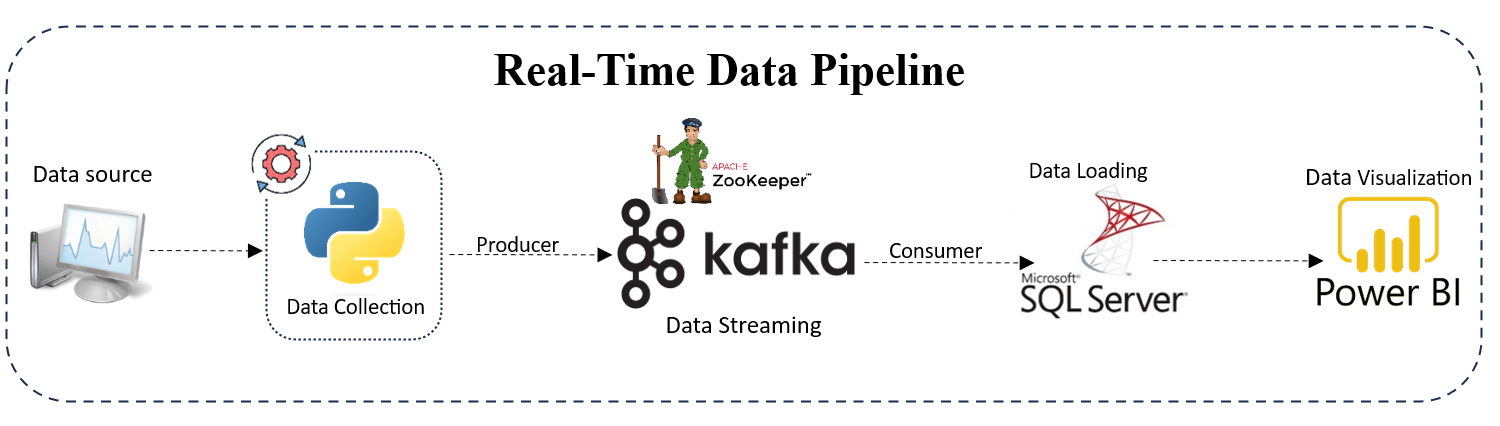 Real-Time Data Pipeline
Data source
Data Collection
Producer
APACHE
ZooKeeper™
kafka
Data Streaming
Consumer
Data Loading
Microsoft®
SQL Server®
Data Visualization
Power BI